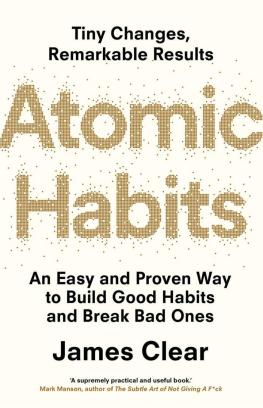 Tiny Changes,
Remarkable Results
Atomic
Habits
An Easy and Proven Way
to Build Good Habits
and Break Bad Ones
James Clear
'A supremely practical and useful book.'
Mark Manson, author of The Subtle Art of Not Giving A F*ck